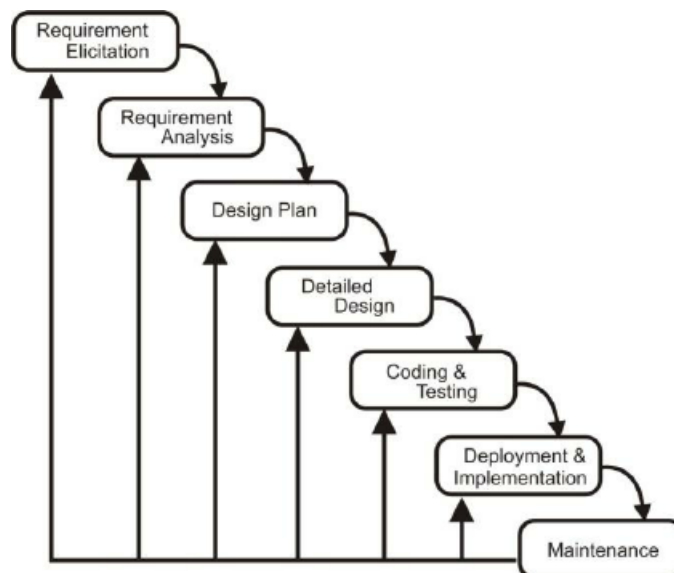 Requirement
Elicitation
Requirement
Analysis
Design Plan
Detailed
Design
Coding &
Testing
Deployment &
Implementation
Maintenance